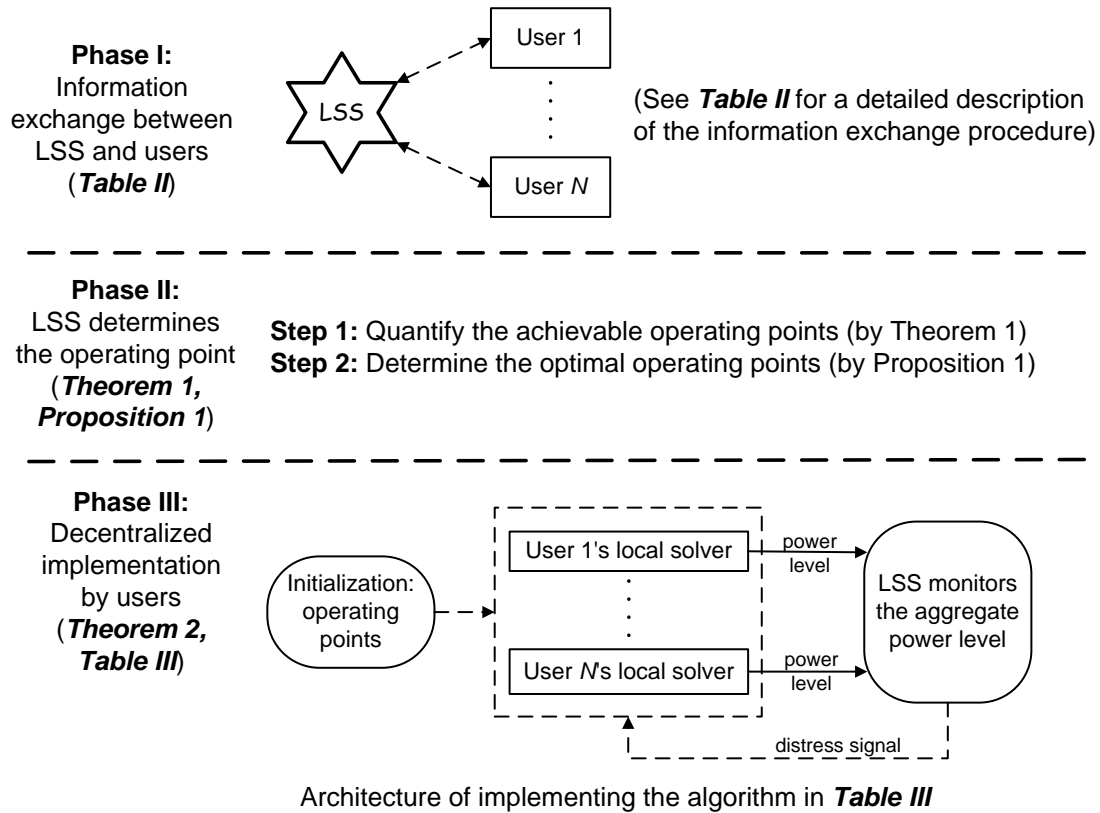 Phase I:
Information
exchange between
LSS and users
(Table II)
LSS
User 1
User N
(See Table II for a detailed description
of the information exchange procedure)
Phase II:
LSS determines
the operating point
(Theorem 1,
Proposition 1)
Step 1: Quantify the achievable operating points (by Theorem 1)
Step 2: Determine the optimal operating points (by Proposition 1)
Phase III:
Decentralized
implementation
by users
(Theorem 2,
Table III)
Initialization:
operating
points
User 1's local solver
User N's local solver
power
level
power
level
LSS monitors
the aggregate
power level
distress signal
Architecture of implementing the algorithm in Table III